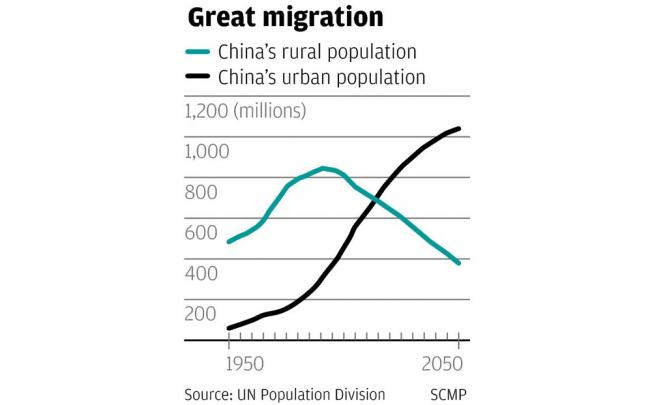 Great migration
China's rural population
China's urban population
1,200 (millions)
1,000
800
600
400
200
1950 2050
Source: UN Population Division SCMP